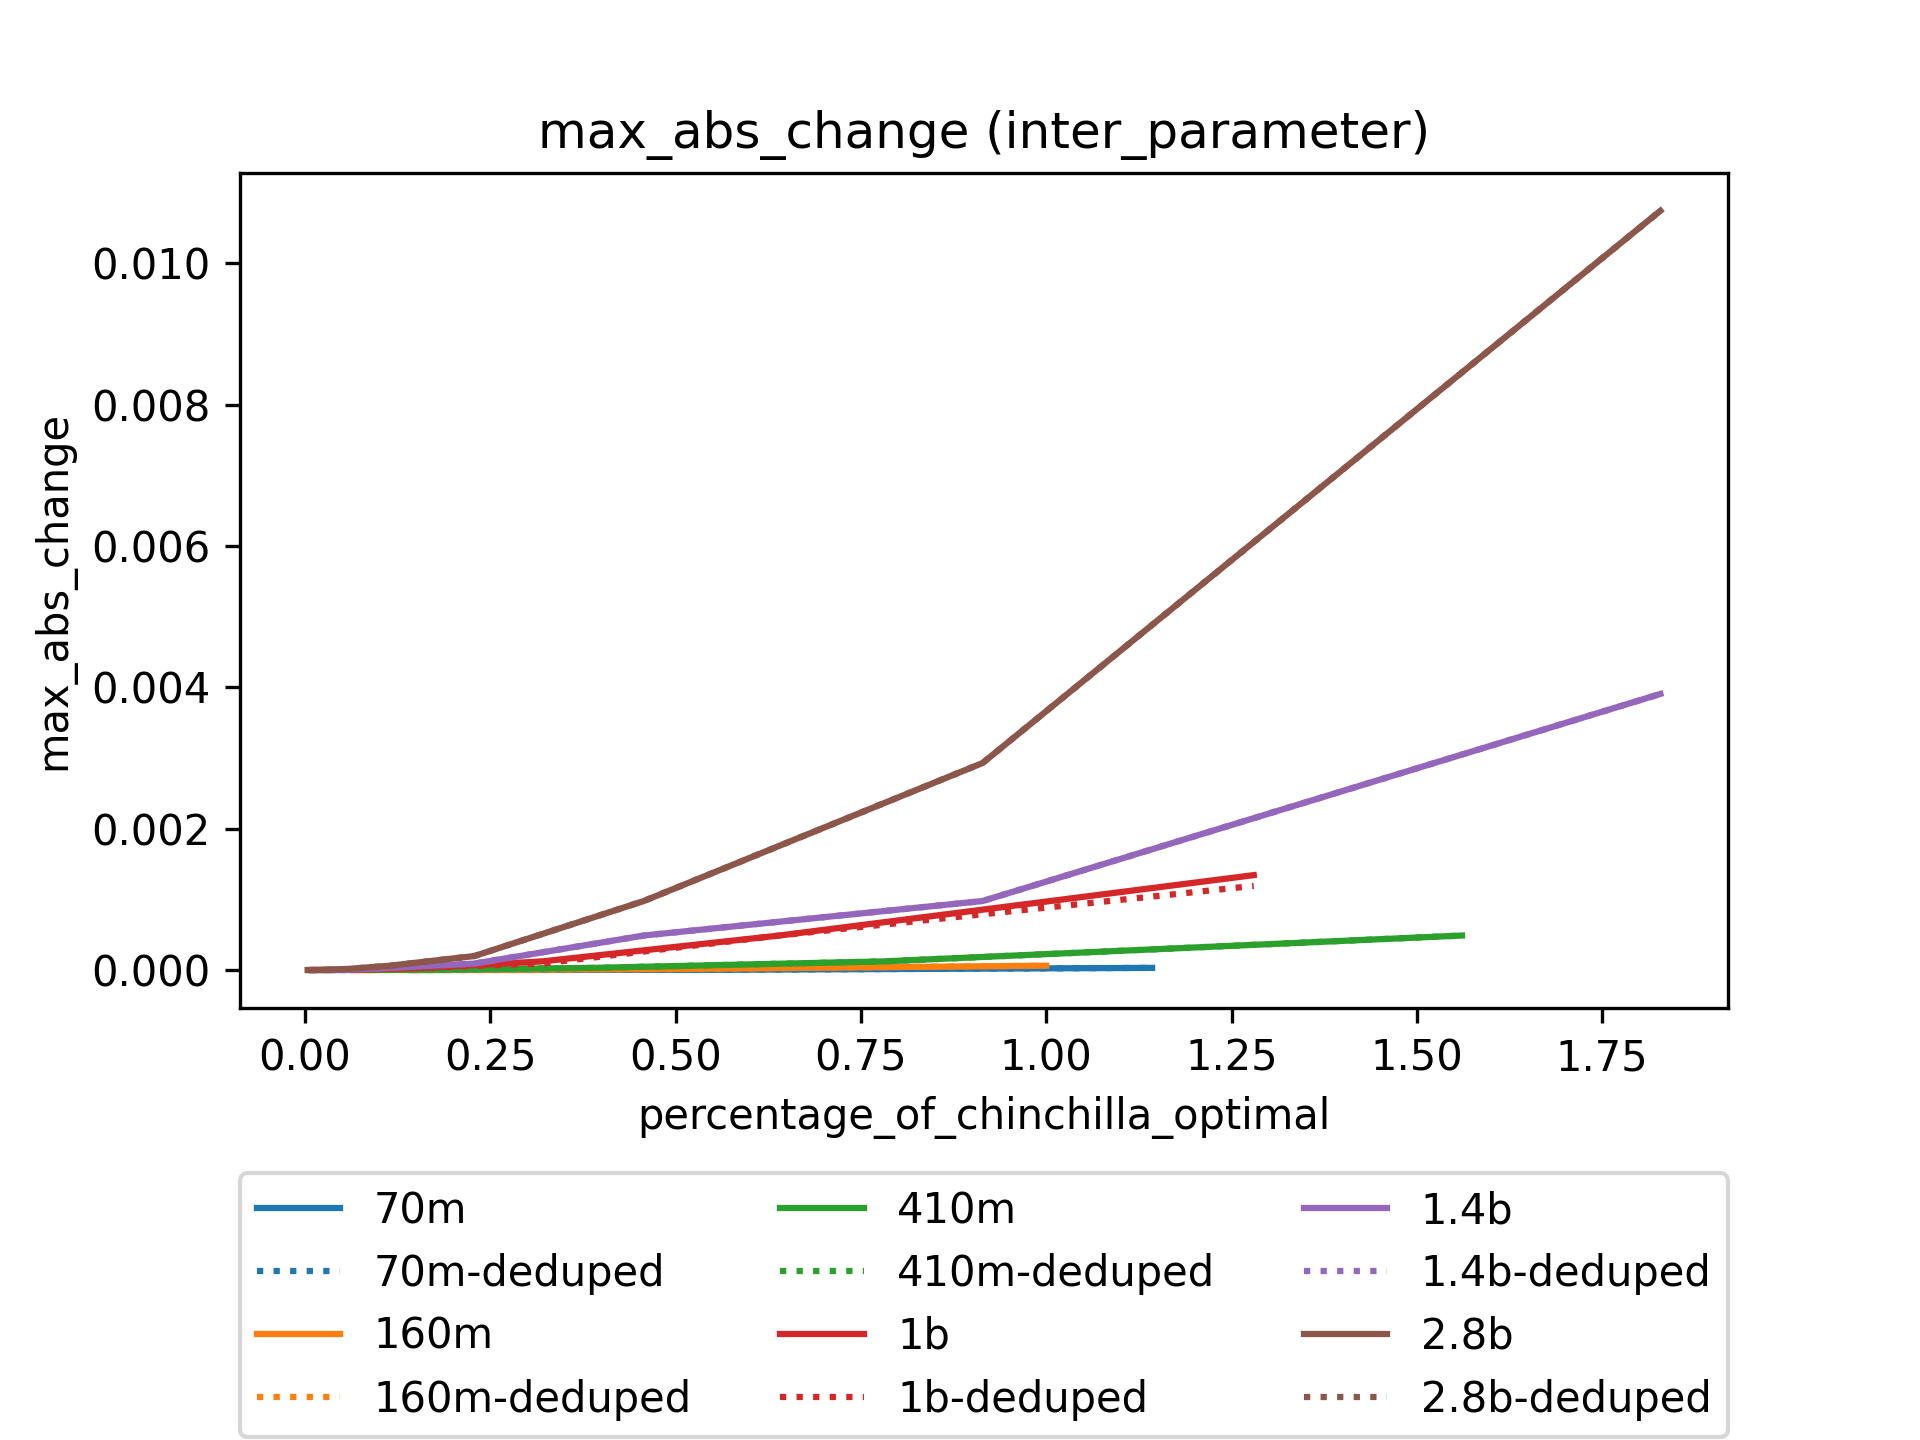 max_abs_change (inter_parameter)
max_abs_change
0.010
0.008
0.006
0.004
0.002
0.000
0.00 0.25 0.50 0.75 1.00 1.25 1.50 1.75
percentage_of_chinchilla_optimal
70m
70m-deduped
160m
160m-deduped
410m
410m-deduped
1b
1b-deduped
1.4b
1.4b-deduped
2.8b
2.8b-deduped